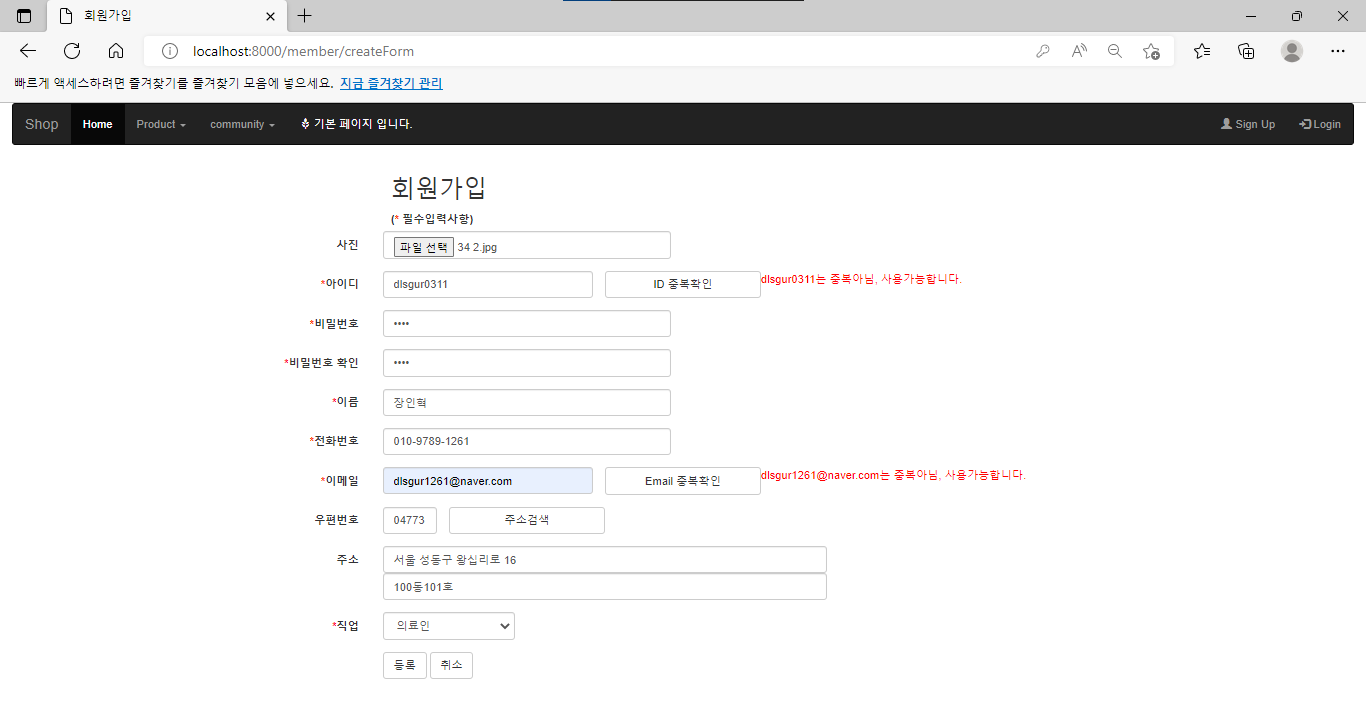 회원가입
localhost:8000/member/createForm
빠르게 액세스하려면 즐겨찾기를 즐겨찾기 모음에 넣으세요. 지금 즐겨찾기 관리
Shop Home Product community 기본 페이지 입니다. Sign Up Login
회원가입
(* 필수입력사항)
사진 파일 선택 34 2.jpg
*아이디 dlsgur0311 ID 중복확인 dlsgur0311는 중복아님, 사용가능합니다.
*비밀번호 ••••
*비밀번호 확인 ••••
*이름 장인혁
*전화번호 010-9789-1261
*이메일 dlsgur1261@naver.com Email 중복확인 dlsgur1261@naver.com는 중복아님, 사용가능합니다.
우편번호 04773 주소검색
주소 서울 성동구 왕십리로 16
100동101호
*직업 의료인
등록 취소